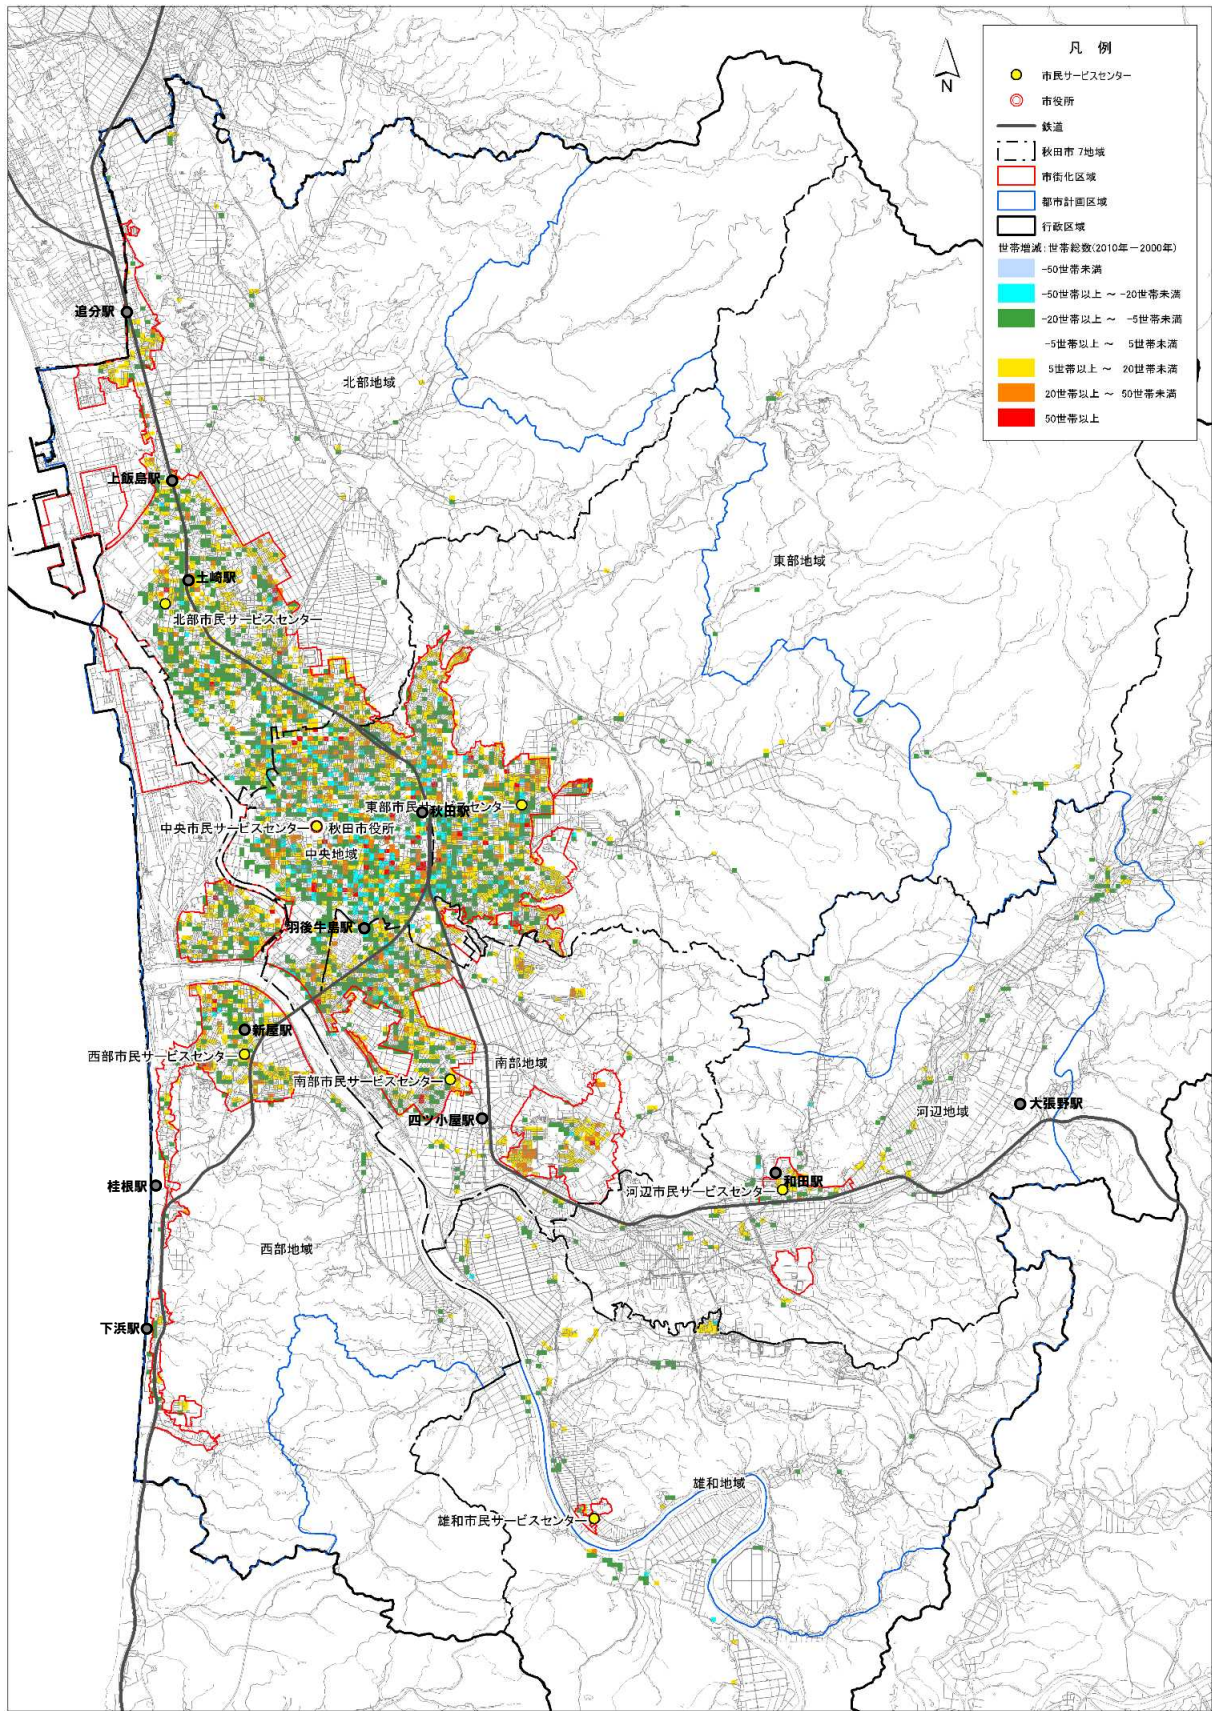 凡 例
市民サービスセンター
市役所
鉄道
秋田市 7地域
市街化区域
都市計画区域
行政区域
世帯増減:世帯総数(2010年－2000年)
-50世帯未満
-50世帯以上 ～ -20世帯未満
-20世帯以上 ～ -5世帯未満
-5世帯以上 ～ 5世帯未満
5世帯以上 ～ 20世帯未満
20世帯以上 ～ 50世帯未満
50世帯以上
N
追分駅
北部地域
上飯島駅
東部地域
土崎駅
北部市民サービスセンター
東部市民サービスセンター
秋田駅
中央市民サービスセンター
秋田市役所
中央地域
羽後牛島駅
新屋駅
西部市民サービスセンター
南部地域
南部市民サービスセンター
四ツ小屋駅
河辺地域
大張野駅
和田駅
河辺市民サービスセンター
桂根駅
西部地域
下浜駅
雄和地域
雄和市民サービスセンター